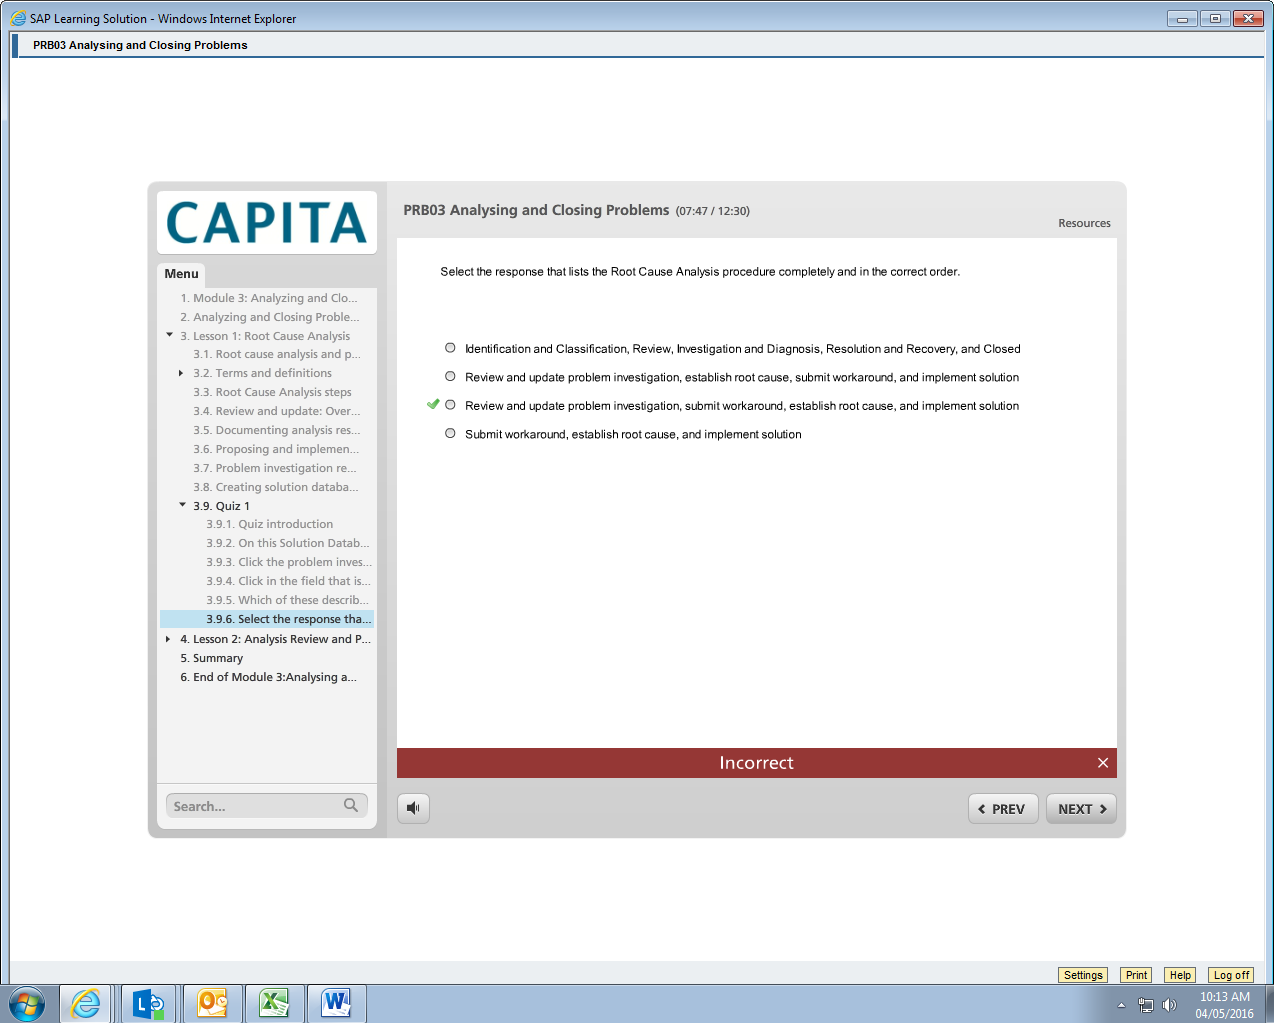 SAP Learning Solution - Windows Internet Explorer
PRB03 Analysing and Closing Problems
CAPITA
Menu
1. Module 3: Analyzing and Clo...
2. Analyzing and Closing Proble...
3. Lesson 1: Root Cause Analysis
3.1. Root cause analysis and p...
3.2. Terms and definitions
3.3. Root Cause Analysis steps
3.4. Review and update: Over...
3.5. Documenting analysis res...
3.6. Proposing and implemen...
3.7. Problem investigation re...
3.8. Creating solution databa...
3.9. Quiz 1
3.9.1. Quiz introduction
3.9.2. On this Solution Datab...
3.9.3. Click the problem inves...
3.9.4. Click in the field that is...
3.9.5. Which of these describ...
3.9.6. Select the response tha...
4. Lesson 2: Analysis Review and P...
5. Summary
6. End of Module 3:Analysing a...
Search...
PRB03 Analysing and Closing Problems (07:47 / 12:30)
Resources
Select the response that lists the Root Cause Analysis procedure completely and in the correct order.
Identification and Classification, Review, Investigation and Diagnosis, Resolution and Recovery, and Closed
Review and update problem investigation, establish root cause, submit workaround, and implement solution
Review and update problem investigation, submit workaround, establish root cause, and implement solution
Submit workaround, establish root cause, and implement solution
Incorrect
PREV NEXT
Settings Print Help Log off
10:13 AM
04/05/2016